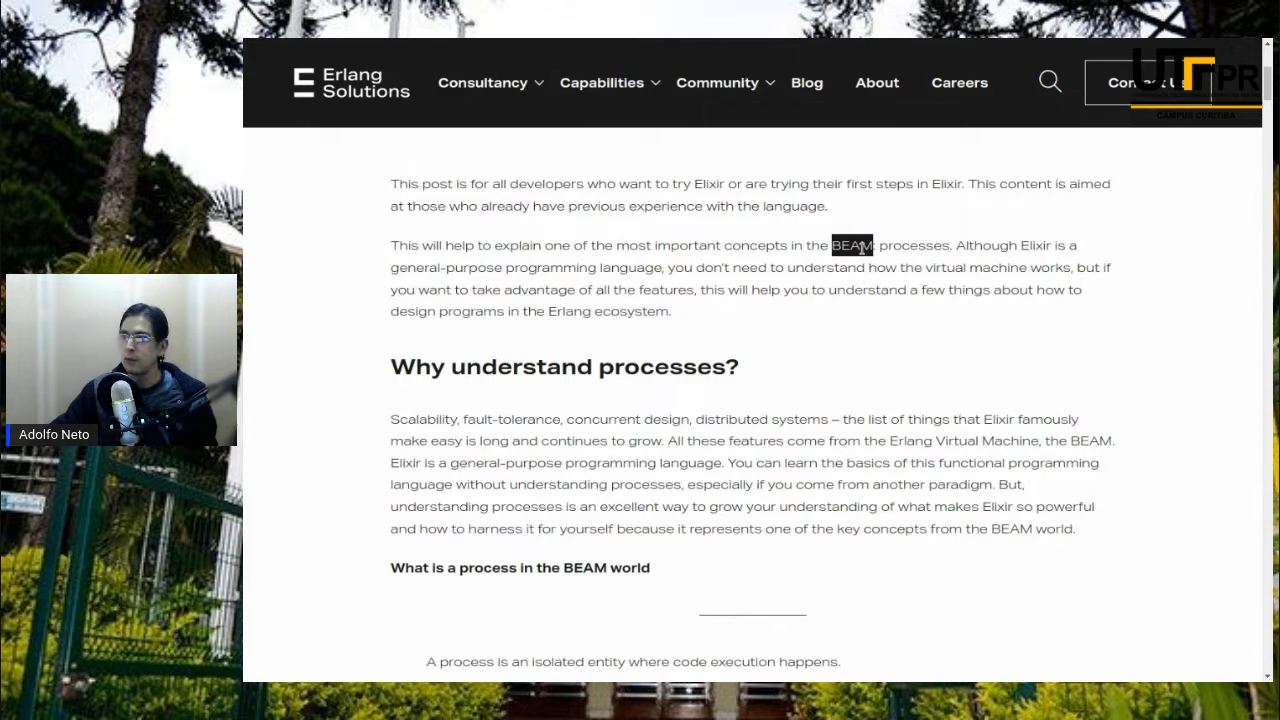 Erlang
Solutions
Consultancy
Capabilities
Community
Blog
About
Careers
UTFPR
CAMPUS CURITIBA
This post is for all developers who want to try Elixir or are trying their first steps in Elixir. This content is aimed
at those who already have previous experience with the language.
This will help to explain one of the most important concepts in the BEAM: processes. Although Elixir is a
general-purpose programming language, you don't need to understand how the virtual machine works, but if
you want to take advantage of all the features, this will help you to understand a few things about how to
design programs in the Erlang ecosystem.
Why understand processes?
Scalability, fault-tolerance, concurrent design, distributed systems – the list of things that Elixir famously
make easy is long and continues to grow. All these features come from the Erlang Virtual Machine, the BEAM.
Elixir is a general-purpose programming language. You can learn the basics of this functional programming
language without understanding processes, especially if you come from another paradigm. But,
understanding processes is an excellent way to grow your understanding of what makes Elixir so powerful
and how to harness it for yourself because it represents one of the key concepts from the BEAM world.
What is a process in the BEAM world
A process is an isolated entity where code execution happens.
Adolfo Neto